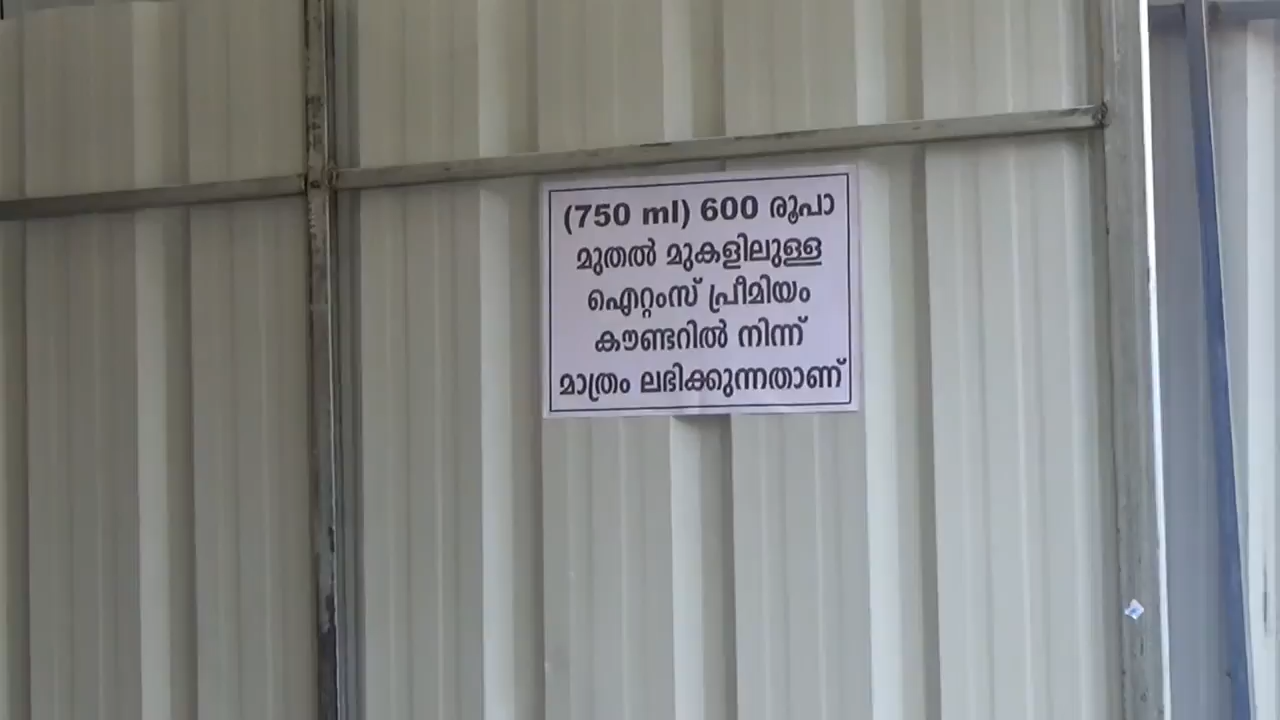 (750 ml) 600 രൂപാ
മുതൽ മുകളിലുള്ള
ഐറ്റംസ് പ്രീമിയം
കൗണ്ടറിൽ നിന്ന്
മാത്രം ലഭിക്കുന്നതാണ്